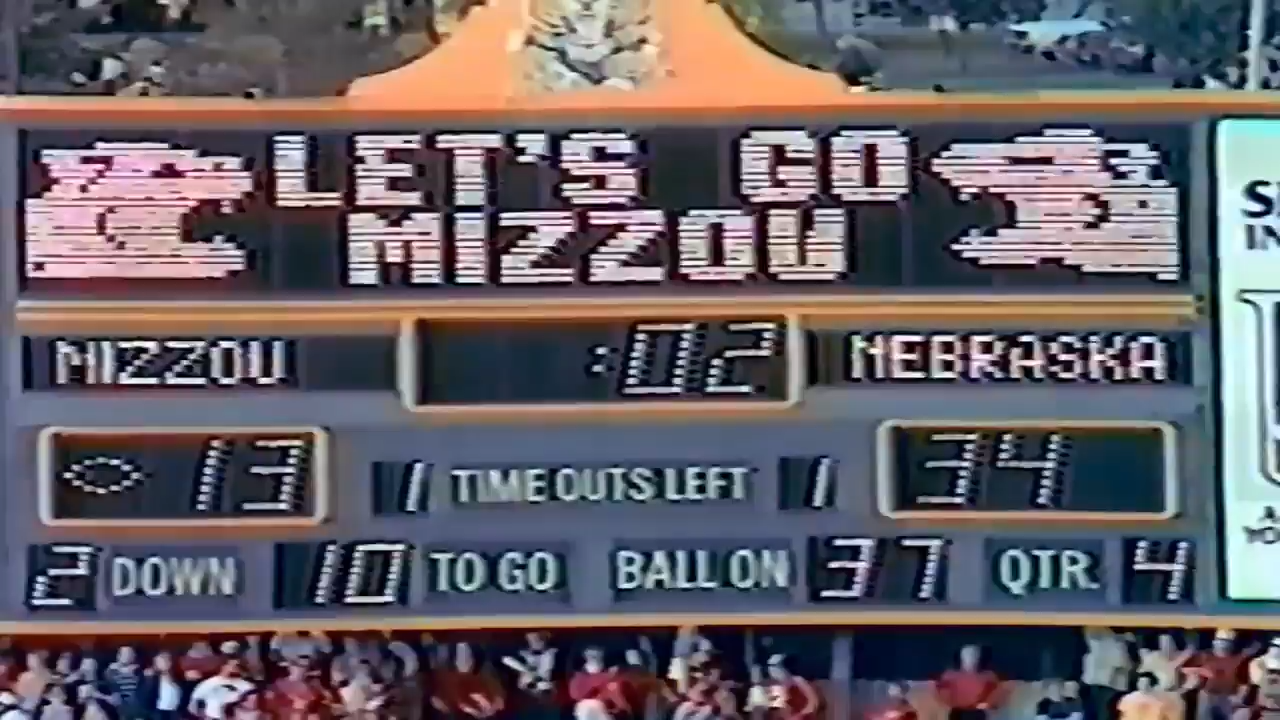 LET'S GO
MIZZOU
MIZZOU :02 NEBRASKA
13 1 TIME OUTS LEFT 1 34
2 DOWN 10 TO GO BALL ON 37 QTR. 4